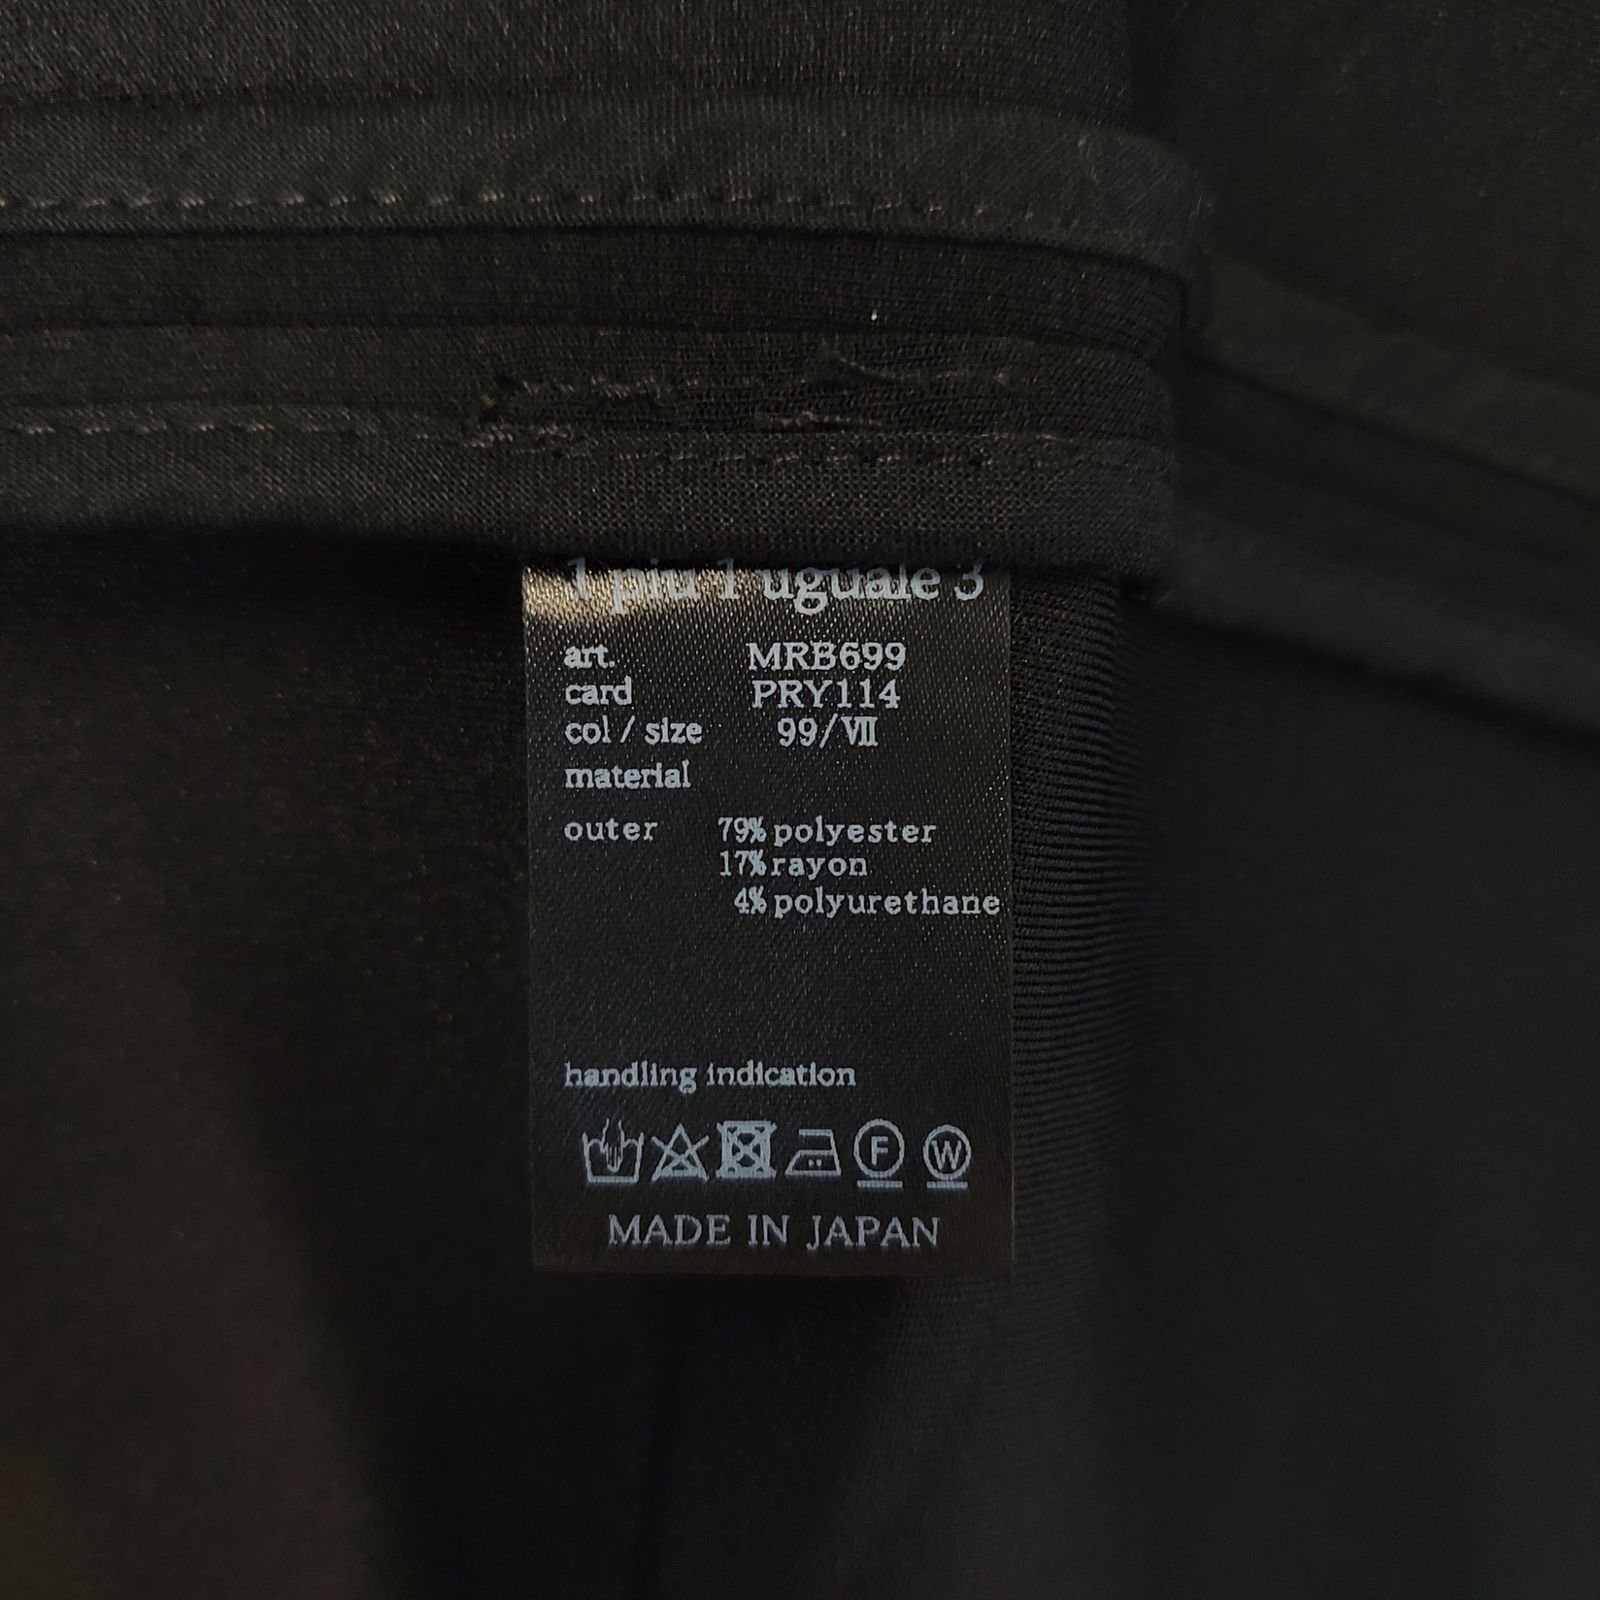 1 più 1 uguale 3
art. MRB699
card PRY114
col / size 99/Ⅶ
material
outer 79% polyester
17% rayon
4% polyurethane
handling indication
F W
MADE IN JAPAN